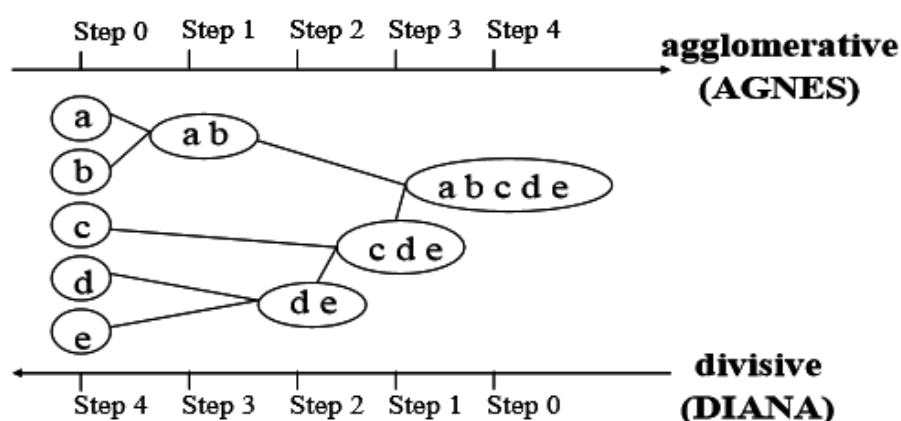 Step 0 Step 1 Step 2 Step 3 Step 4
agglomerative
(AGNES)
a
a b
b
a b c d e
c
c d e
d
d e
e
divisive
(DIANA)
Step 4 Step 3 Step 2 Step 1 Step 0